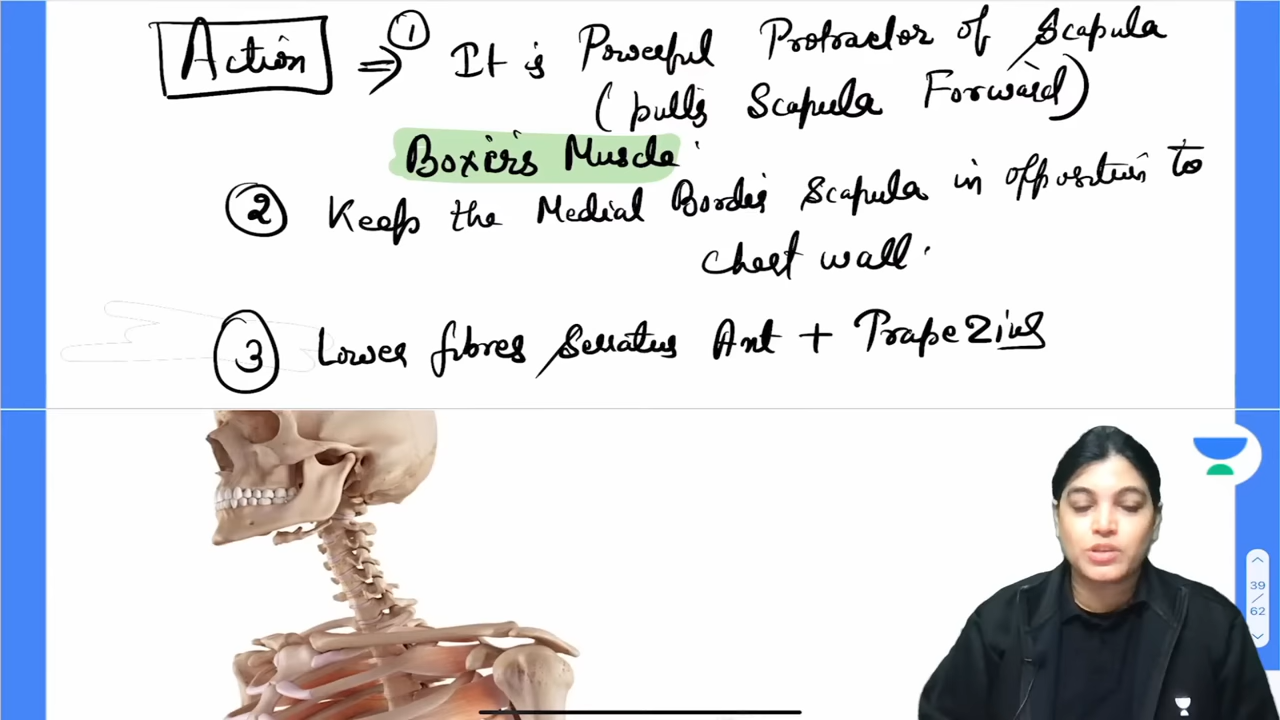 Action ⇒ ① It is Powerful Protractor of Scapula
(pulls Scapula Forward)
Boxer's Muscle
② Keep the Medial Border Scapula in opposition to
chest wall.
③ Lower fibres Serratus Ant + Trapezius
39
/
62